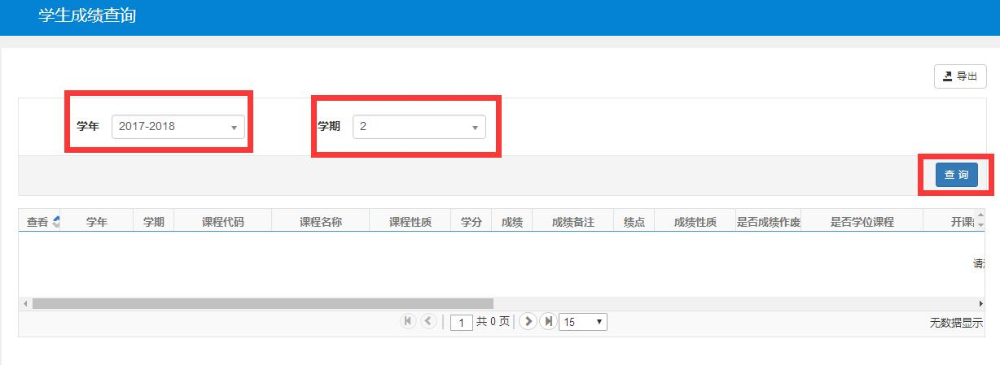 学生成绩查询
导出
学年 2017-2018 学期 2
查 询
查看 学年 学期 课程代码 课程名称 课程性质 学分 成绩 成绩备注 绩点 成绩性质 是否成绩作废 是否学位课程 开课
请
1 共 0 页 15 无数据显示